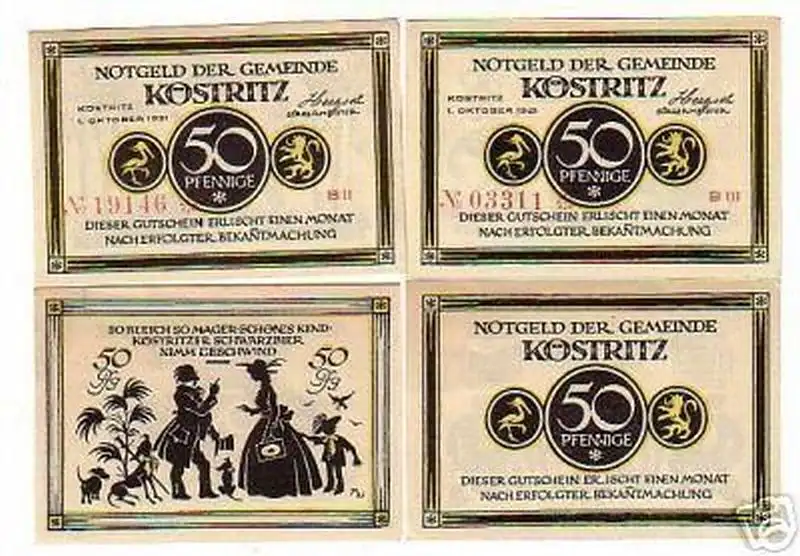 NOTGELD DER GEMEINDE
KÖSTRITZ
KÖSTRITZ
1. OKTOBER 1921
50
PFENNIGE
No 19146
B II
DIESER GUTSCHEIN ERLISCHT EINEN MONAT
NACH ERFOLGTER BEKAÑTMACHUNG
NOTGELD DER GEMEINDE
KÖSTRITZ
KÖSTRITZ
1. OKTOBER 1921
50
PFENNIGE
No 03311
B III
DIESER GUTSCHEIN ERLISCHT EINEN MONAT
NACH ERFOLGTER BEKAÑTMACHUNG
SO BLEICH SO MAGER SCHÖNES KIND
KÖSTRITZER SCHWARZBIER
NIMM GESCHWIND
50 Pfg
50 Pfg
NOTGELD DER GEMEINDE
KÖSTRITZ
50
PFENNIGE
DIESER GUTSCHEIN ERLISCHT EINEN MONAT
NACH ERFOLGTER BEKAÑTMACHUNG